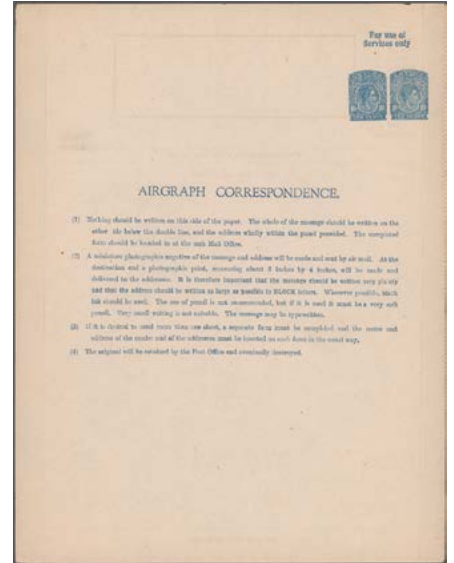 For use of
Services only
AIRGRAPH CORRESPONDENCE.
(1) Nothing should be written on this side of the paper. The whole of the message should be written on the
other side below the double line, and the address wholly within the panel provided. The completed
form should be handed in at the Mail Office.
(2) A miniature photographic negative of the message and address will be made and sent by air mail. At the
destination end a photographic print, measuring about 5 inches by 4 inches, will be made and
delivered to the addressee. It is therefore important that the message should be written very plainly
and that the address should be written as large as possible in BLOCK letters. Wherever possible, black
ink should be used. The use of pencil is not recommended, but if it is used it must be a very soft
pencil. Very small writing is not suitable. The message may be typewritten.
(3) If it is desired to send more than one sheet, a separate form must be completed and the name and
address of the sender and of the addressee must be inserted on each form in the usual way.
(4) The original will be retained by the Post Office and eventually destroyed.